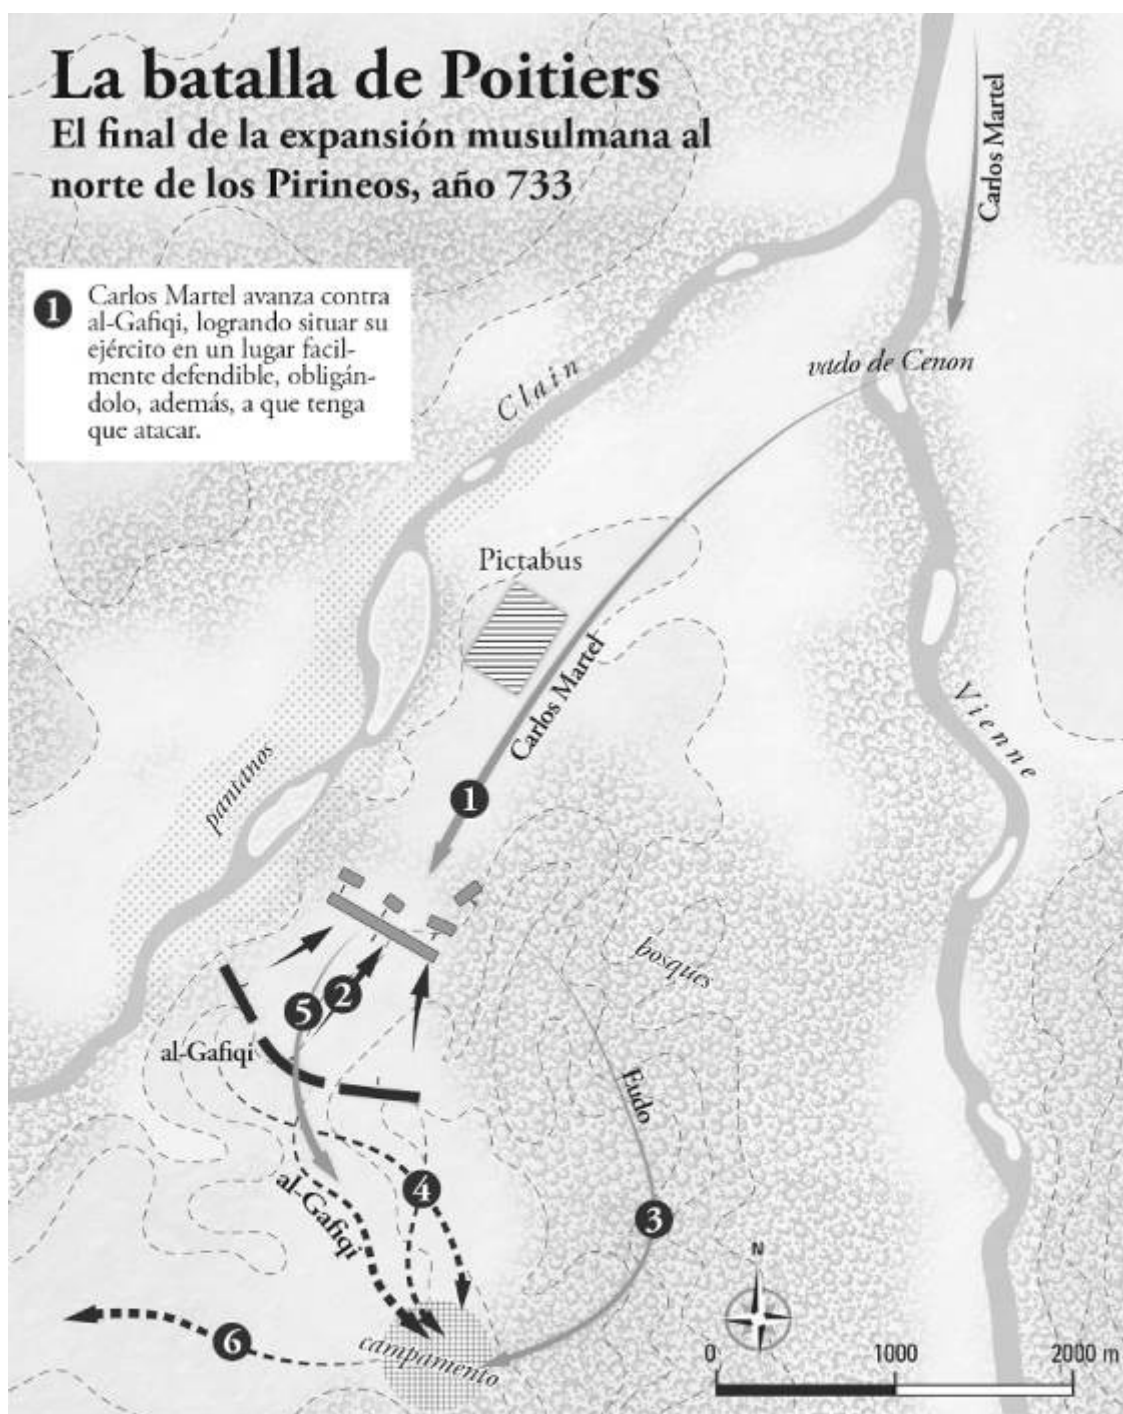 La batalla de Poitiers
El final de la expansión musulmana al
norte de los Pirineos, año 733
1
Carlos Martel avanza contra
al-Gafiqi, logrando situar su
ejército en un lugar facil-
mente defendible, obligán-
dolo, además, a que tenga
que atacar.
Carlos Martel
vado de Cenon
Clain
Pictabus
Carlos Martel
Vienne
pantanos
1
bosques
5
2
al-Gafiqi
Eudo
al-Gafiqi
4
3
6
campamento
N
0
1000
2000 m